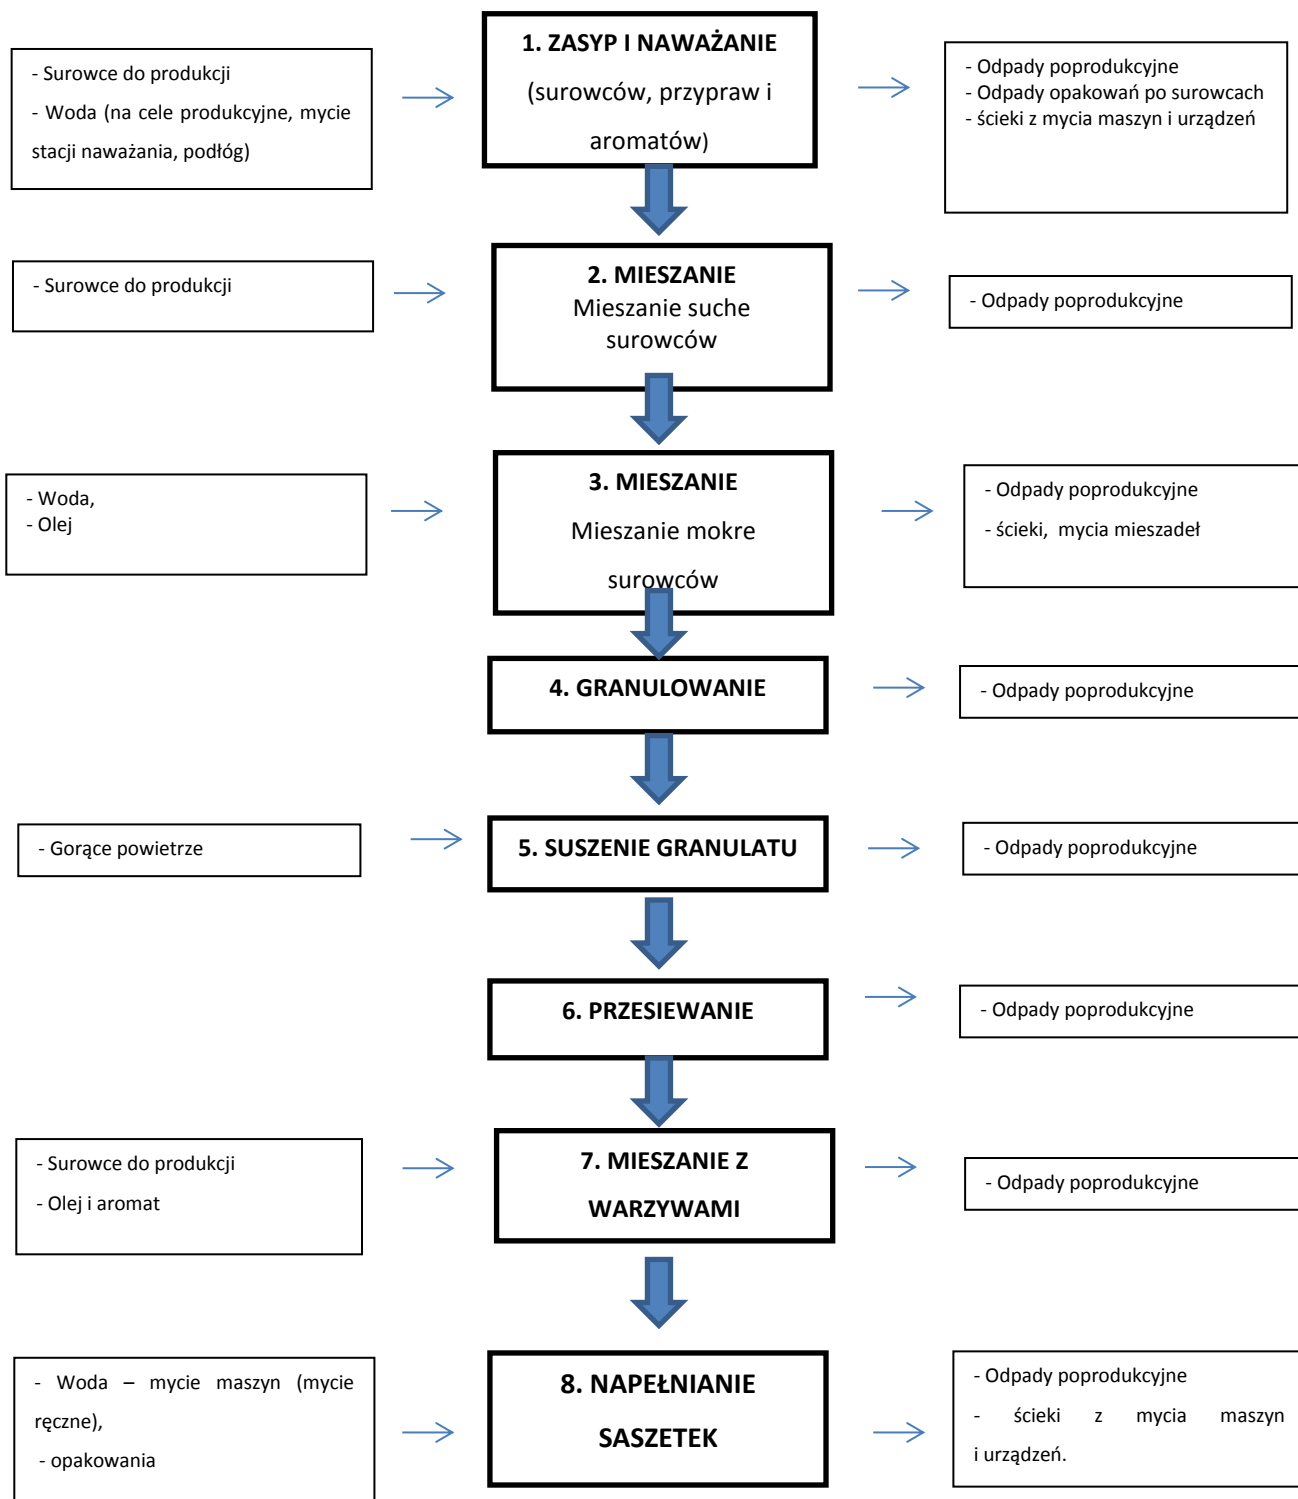 1. ZASYP I NAWAŻANIE
(surowców, przypraw i
aromatów)
- Surowce do produkcji
- Woda (na cele produkcyjne, mycie
stacji naważania, podłóg)
- Odpady poprodukcyjne
- Odpady opakowań po surowcach
- ścieki z mycia maszyn i urządzeń
- Surowce do produkcji
2. MIESZANIE
Mieszanie suche
surowców
- Odpady poprodukcyjne
- Woda,
- Olej
3. MIESZANIE
Mieszanie mokre
surowców
- Odpady poprodukcyjne
- ścieki, mycia mieszadeł
4. GRANULOWANIE
- Odpady poprodukcyjne
- Gorące powietrze
5. SUSZENIE GRANULATU
- Odpady poprodukcyjne
6. PRZESIEWANIE
- Odpady poprodukcyjne
- Surowce do produkcji
- Olej i aromat
7. MIESZANIE Z
WARZYWAMI
- Odpady poprodukcyjne
- Woda – mycie maszyn (mycie
ręczne),
- opakowania
8. NAPEŁNIANIE
SASZETEK
- Odpady poprodukcyjne
- ścieki z mycia maszyn
i urządzeń.